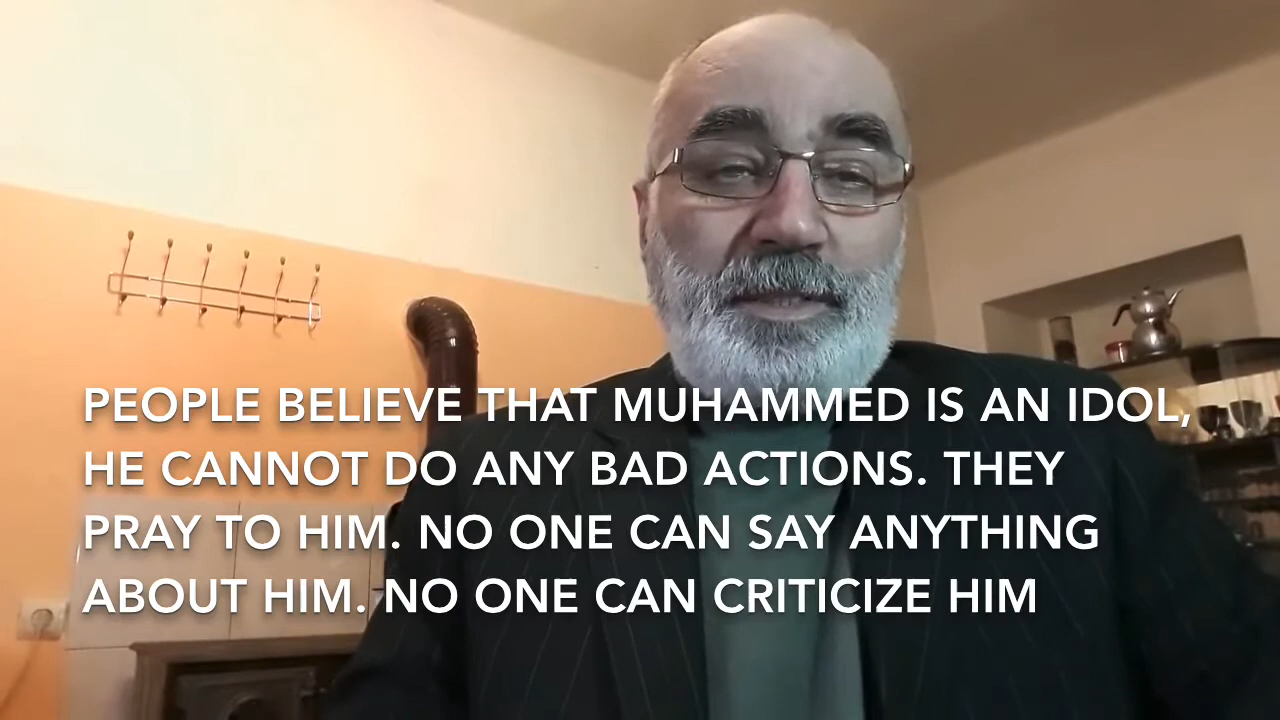 PEOPLE BELIEVE THAT MUHAMMED IS AN IDOL,
HE CANNOT DO ANY BAD ACTIONS. THEY
PRAY TO HIM. NO ONE CAN SAY ANYTHING
ABOUT HIM. NO ONE CAN CRITICIZE HIM